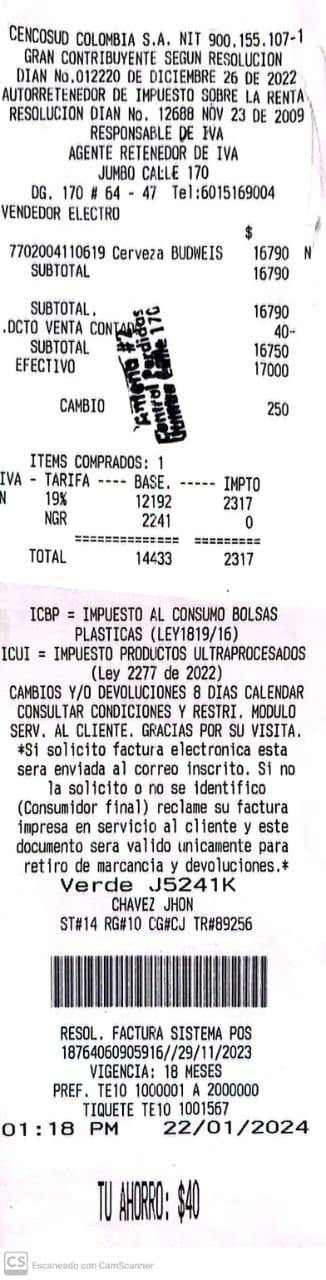 CENCOSUD COLOMBIA S.A. NIT 900.155.107-1
GRAN CONTRIBUYENTE SEGUN RESOLUCION
DIAN No.012220 DE DICIEMBRE 26 DE 2022
AUTORRETENEDOR DE IMPUESTO SOBRE LA RENTA
RESOLUCION DIAN No. 12688 NOV 23 DE 2009
RESPONSABLE DE IVA
AGENTE RETENEDOR DE IVA
JUMBO CALLE 170
DG. 170 # 64 - 47 Tel:6015169004
VENDEDOR ELECTRO
$
7702004110619 Cerveza BUDWEIS 16790 N
SUBTOTAL 16790
SUBTOTAL. 16790
.DCTO VENTA CONTAD 40-
SUBTOTAL 16750
EFECTIVO 17000
CAMBIO 250
Antena #2
Control Perdidas
Calle 170
ITEMS COMPRADOS: 1
IVA - TARIFA ---- BASE. ----- IMPTO
N 19% 12192 2317
NGR 2241 0
=============== =========
TOTAL 14433 2317
ICBP = IMPUESTO AL CONSUMO BOLSAS
PLASTICAS (LEY1819/16)
ICUI = IMPUESTO PRODUCTOS ULTRAPROCESADOS
(Ley 2277 de 2022)
CAMBIOS Y/O DEVOLUCIONES 8 DIAS CALENDAR
CONSULTAR CONDICIONES Y RESTRI. MODULO
SERV. AL CLIENTE. GRACIAS POR SU VISITA.
*Si solicito factura electronica esta
sera enviada al correo inscrito. Si no
la solicito o no se identifico
(Consumidor final) reclame su factura
impresa en servicio al cliente y este
documento sera valido unicamente para
retiro de marcancia y devoluciones.*
Verde J5241K
CHAVEZ JHON
ST#14 RG#10 CG#CJ TR#89256
RESOL. FACTURA SISTEMA POS
18764060905916//29/11/2023
VIGENCIA: 18 MESES
PREF. TE10 1000001 A 2000000
TIQUETE TE10 1001567
01:18 PM 22/01/2024
TU AHORRO: $40
CS Escaneado con CamScanner